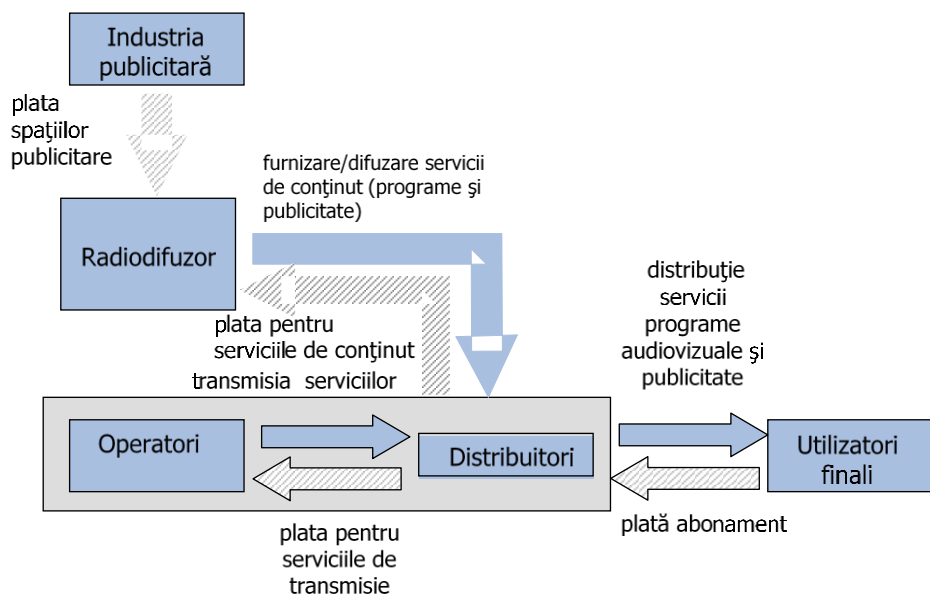 Industria
publicitară
plata
spaţiilor
publicitare
furnizare/difuzare servicii
de conţinut (programe şi
publicitate)
Radiodifuzor
distribuţie
servicii
programe
audiovizuale şi
publicitate
plata pentru
serviciile de conţinut
transmisia serviciilor
Operatori
Distribuitori
Utilizatori
finali
plată abonament
plata pentru
serviciile de
transmisie